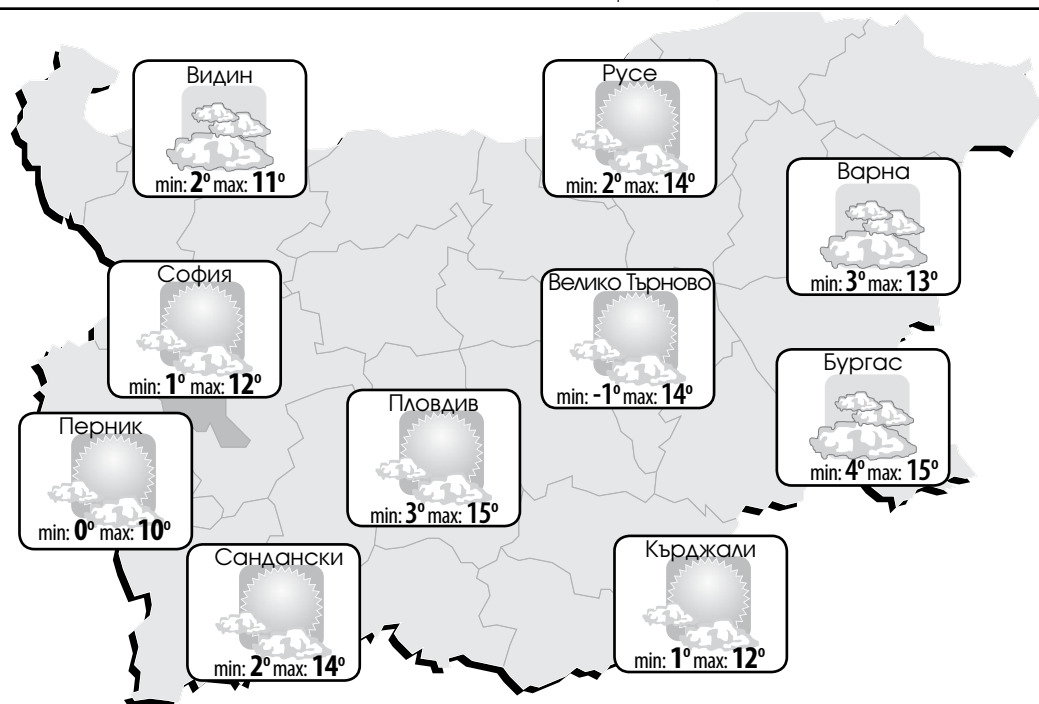 Видин
min: 2° max: 11°
Русе
min: 2° max: 14°
Варна
min: 3° max: 13°
София
min: 1° max: 12°
Велико Търново
min: -1° max: 14°
Бургас
min: 4° max: 15°
Пловдив
min: 3° max: 15°
Перник
min: 0° max: 10°
Сандански
min: 2° max: 14°
Кърджали
min: 1° max: 12°